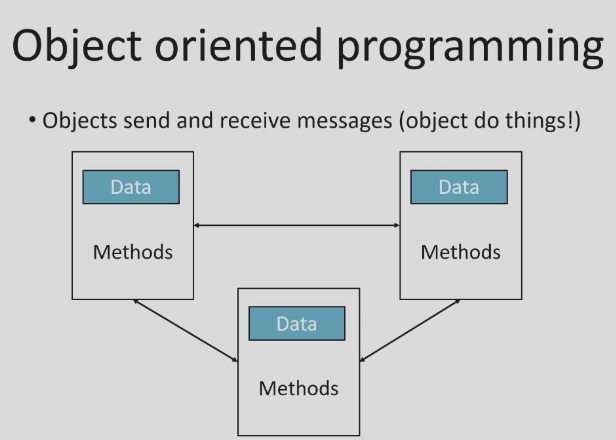 Object oriented programming
• Objects send and receive messages (object do things!)
Data
Data
Methods
Methods
Data
Methods